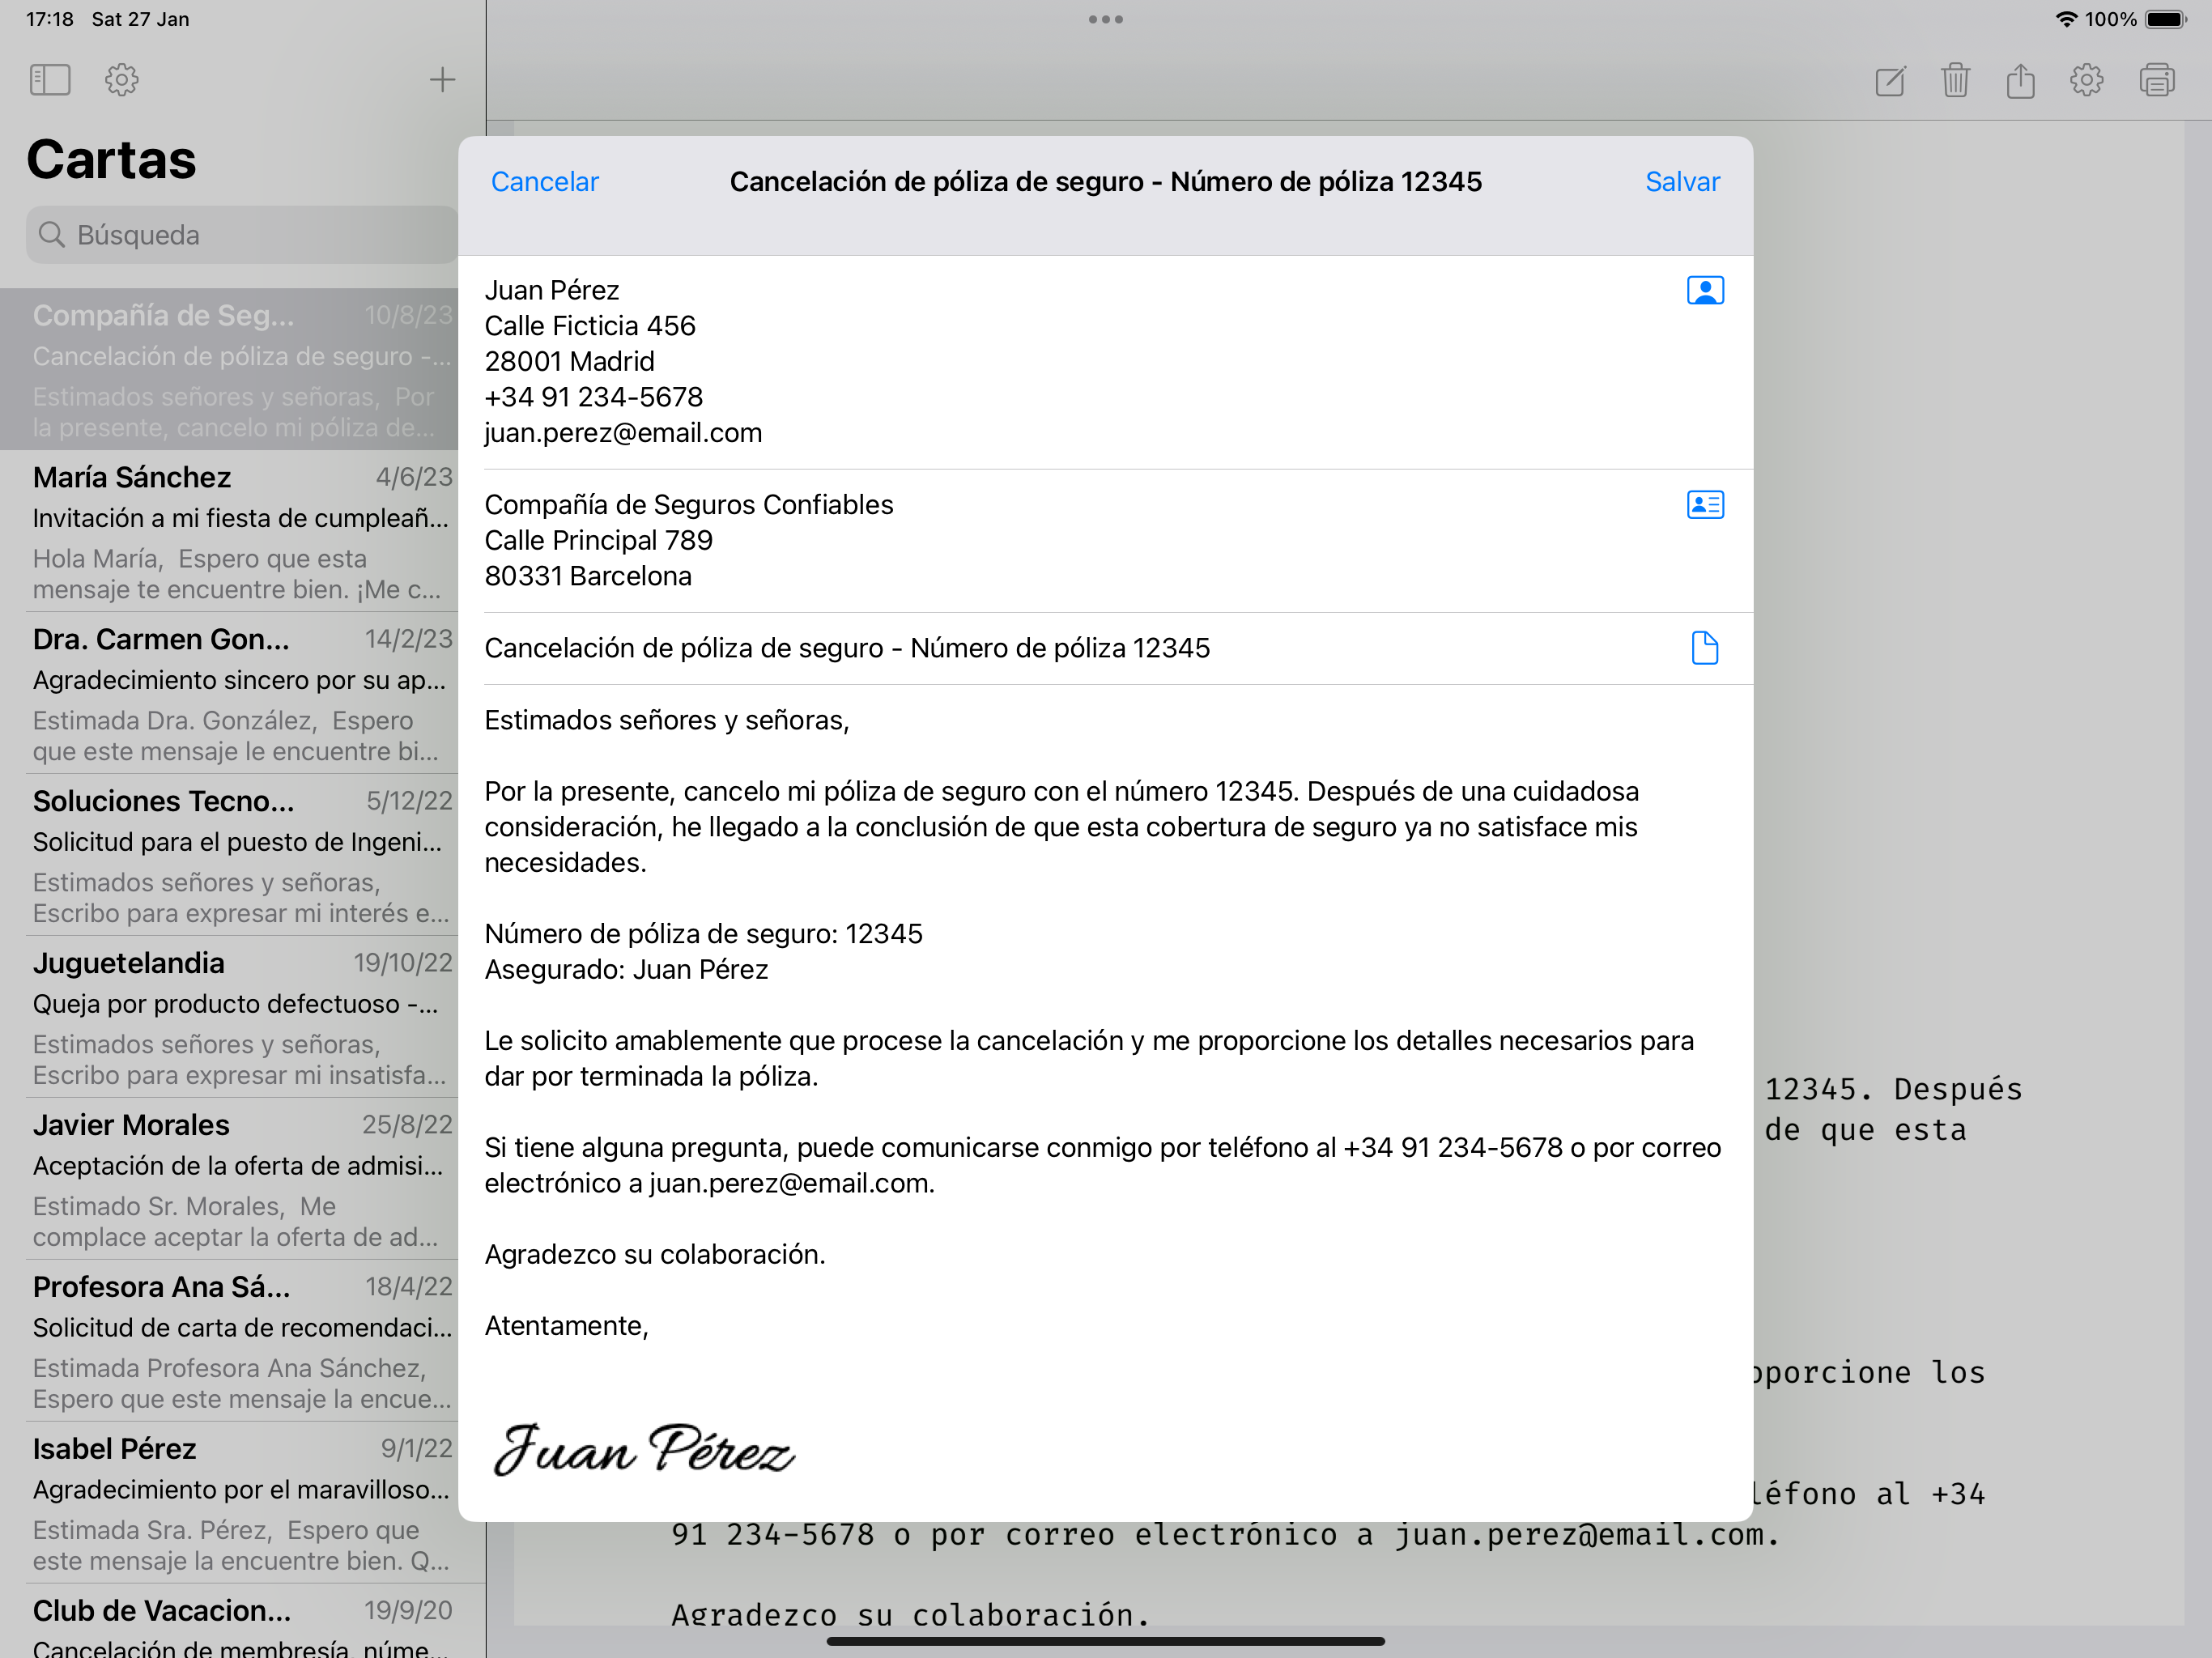 17:18 Sat 27 Jan
100%
Cartas
Búsqueda
Compañía de Seg... 10/8/23
Cancelación de póliza de seguro -...
Estimados señores y señoras, Por
la presente, cancelo mi póliza de...
María Sánchez 4/6/23
Invitación a mi fiesta de cumpleañ...
Hola María, Espero que esta
mensaje te encuentre bien. ¡Me c...
Dra. Carmen Gon... 14/2/23
Agradecimiento sincero por su ap...
Estimada Dra. González, Espero
que este mensaje le encuentre bi...
Soluciones Tecno... 5/12/22
Solicitud para el puesto de Ingeni...
Estimados señores y señoras,
Escribo para expresar mi interés e...
Juguetelandia 19/10/22
Queja por producto defectuoso -...
Estimados señores y señoras,
Escribo para expresar mi insatisfa...
Javier Morales 25/8/22
Aceptación de la oferta de admisi...
Estimado Sr. Morales, Me
complace aceptar la oferta de ad...
Profesora Ana Sá... 18/4/22
Solicitud de carta de recomendaci...
Estimada Profesora Ana Sánchez,
Espero que este mensaje la encue...
Isabel Pérez 9/1/22
Agradecimiento por el maravilloso...
Estimada Sra. Pérez, Espero que
este mensaje la encuentre bien. Q...
Club de Vacacion... 19/9/20
Cancelación de membresía, núme...
Cancelar
Cancelación de póliza de seguro - Número de póliza 12345
Salvar
Juan Pérez
Calle Ficticia 456
28001 Madrid
+34 91 234-5678
juan.perez@email.com
Compañía de Seguros Confiables
Calle Principal 789
80331 Barcelona
Cancelación de póliza de seguro - Número de póliza 12345
Estimados señores y señoras,
Por la presente, cancelo mi póliza de seguro con el número 12345. Después de una cuidadosa
consideración, he llegado a la conclusión de que esta cobertura de seguro ya no satisface mis
necesidades.
Número de póliza de seguro: 12345
Asegurado: Juan Pérez
Le solicito amablemente que procese la cancelación y me proporcione los detalles necesarios para
dar por terminada la póliza.
Si tiene alguna pregunta, puede comunicarse conmigo por teléfono al +34 91 234-5678 o por correo
electrónico a juan.perez@email.com.
Agradezco su colaboración.
Atentamente,
Juan Pérez
12345. Después
de que esta
oporcione los
léfono al +34
91 234-5678 o por correo electrónico a juan.perez@email.com.
Agradezco su colaboración.